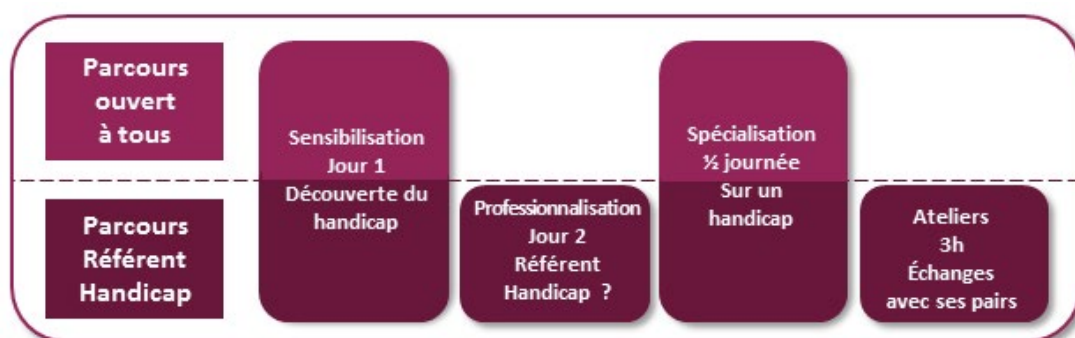 Parcours
ouvert
à tous
Parcours
Référent
Handicap
Sensibilisation
Jour 1
Découverte du
handicap
Professionnalisation
Jour 2
Référent
Handicap ?
Spécialisation
½ journée
Sur un
handicap
Ateliers
3h
Échanges
avec ses pairs